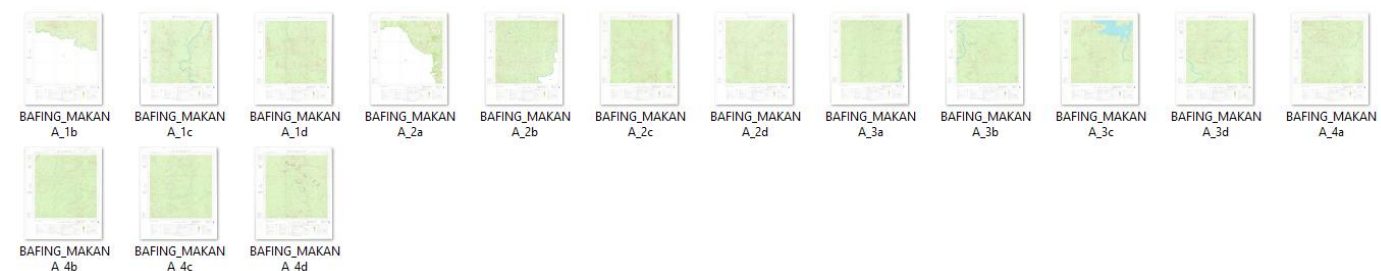 BAFING_MAKAN BAFING_MAKAN BAFING_MAKAN BAFING_MAKAN BAFING_MAKAN BAFING_MAKAN BAFING_MAKAN BAFING_MAKAN BAFING_MAKAN BAFING_MAKAN BAFING_MAKAN BAFING_MAKAN
A_1b A_1c A_1d A_2a A_2b A_2c A_2d A_3a A_3b A_3c A_3d A_4a
BAFING_MAKAN BAFING_MAKAN BAFING_MAKAN
A_4b A_4c A_4d